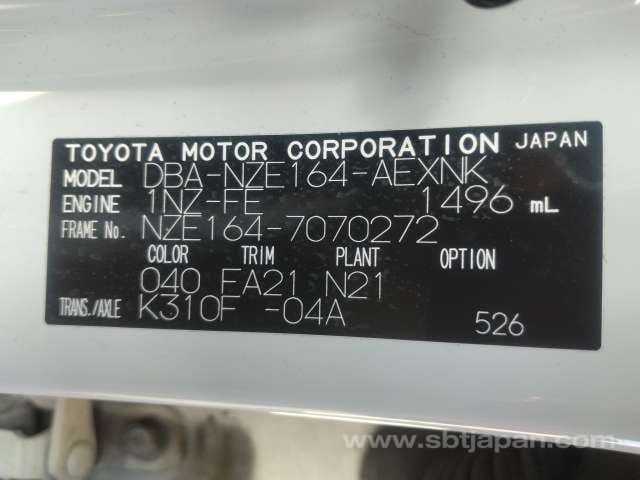 TOYOTA MOTOR CORPORATION JAPAN
MODEL DBA-NZE164-AEXNK
ENGINE 1NZ-FE 1496 mL
FRAME No. NZE164-7070272
COLOR TRIM PLANT OPTION
040 FA21 N21
TRANS./AXLE K310F -04A
526
www.sbtjapan.com